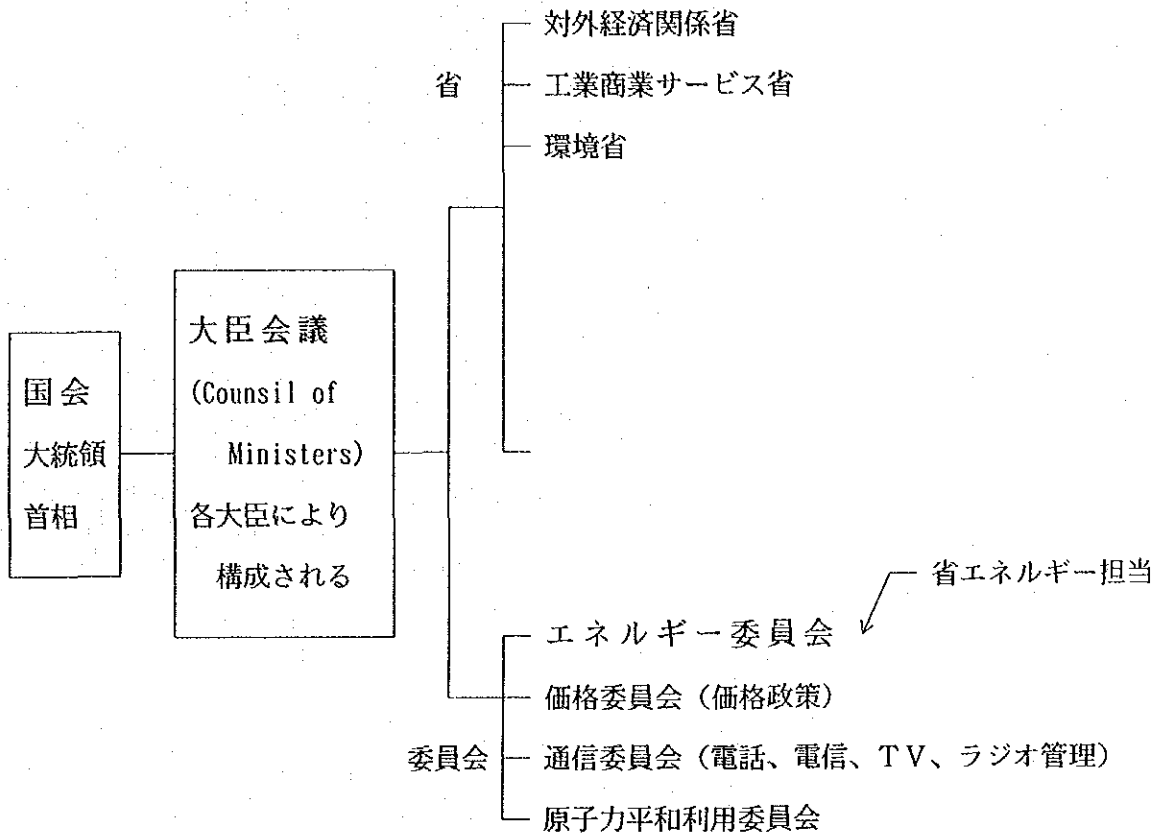 対外経済関係省
省
工業商業サービス省
環境省
国会
大統領
首相
大臣会議
(Counsil of
Ministers)
各大臣により
構成される
省エネルギー担当
エネルギー委員会
価格委員会（価格政策）
委員会
通信委員会（電話、電信、ＴＶ、ラジオ管理）
原子力平和利用委員会